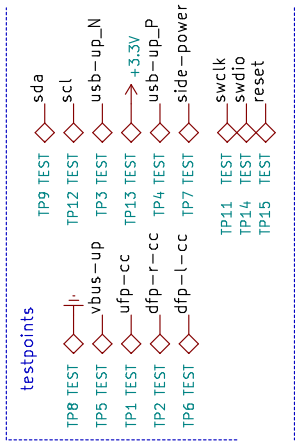 sda
scl
usb-up_N
+3.3V
usb-up_P
side-power
swclk
swdio
reset
TP9 TEST
TP12 TEST
TP3 TEST
TP13 TEST
TP4 TEST
TP7 TEST
TP11 TEST
TP14 TEST
TP15 TEST
testpoints
vbus-up
ufp-cc
dfp-r-cc
dfp-l-cc
TP8 TEST
TP5 TEST
TP1 TEST
TP2 TEST
TP6 TEST